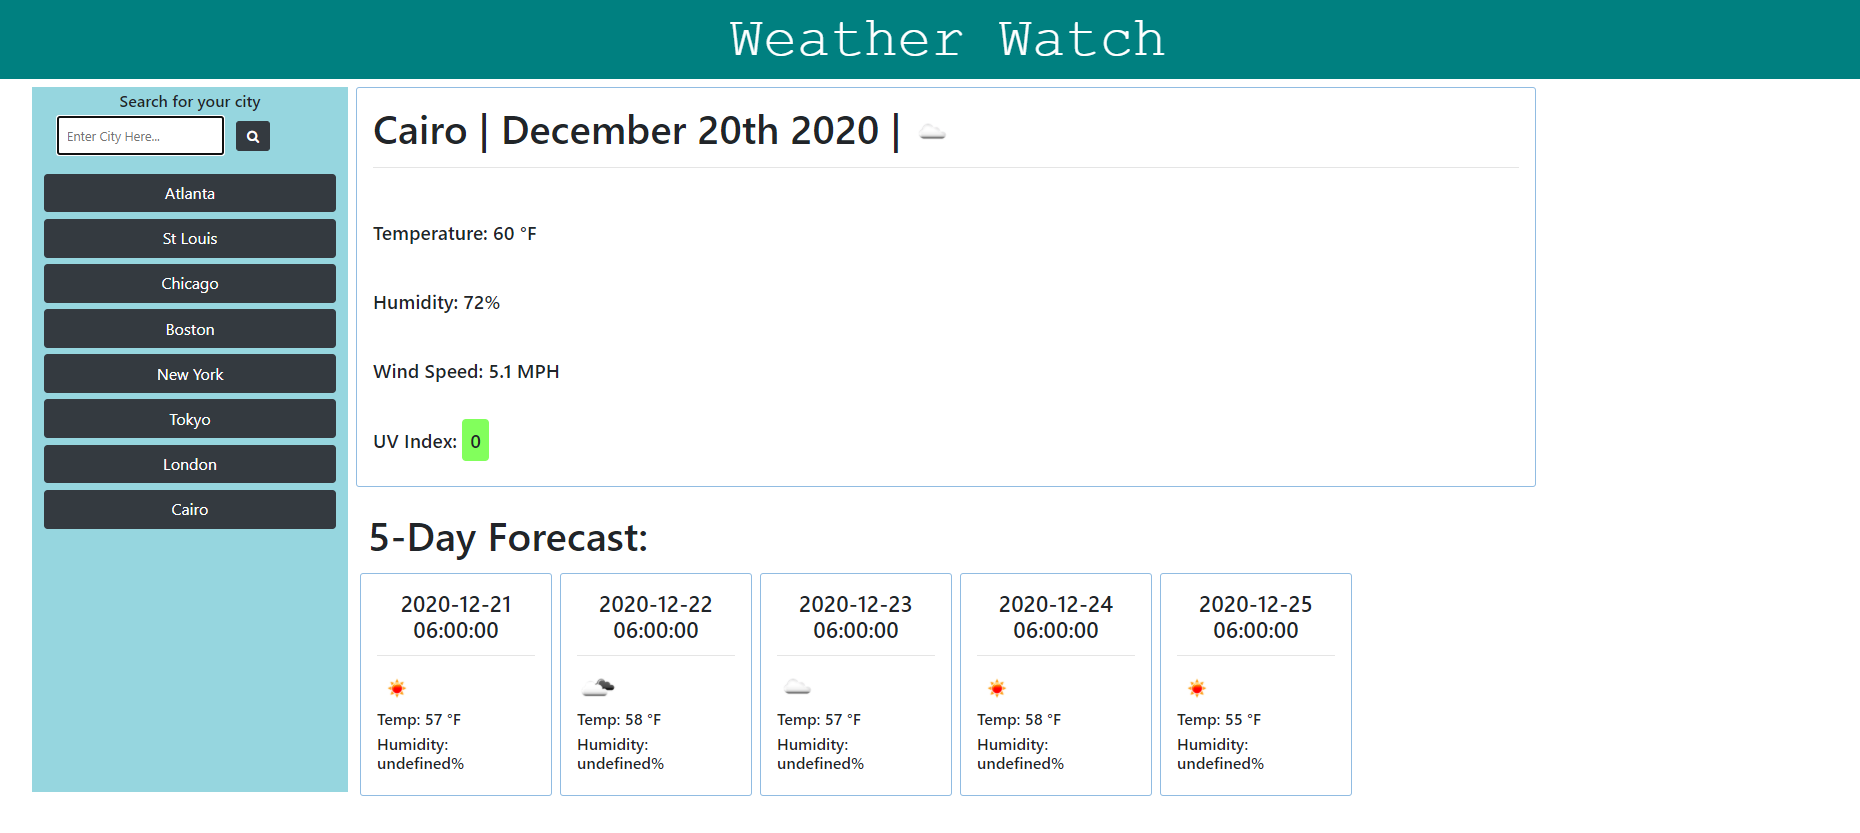 Weather Watch
Search for your city
Enter City Here...
Atlanta
St Louis
Chicago
Boston
New York
Tokyo
London
Cairo
Cairo | December 20th 2020 |
Temperature: 60 °F
Humidity: 72%
Wind Speed: 5.1 MPH
UV Index: 0
5-Day Forecast:
2020-12-21
06:00:00
Temp: 57 °F
Humidity:
undefined%
2020-12-22
06:00:00
Temp: 58 °F
Humidity:
undefined%
2020-12-23
06:00:00
Temp: 57 °F
Humidity:
undefined%
2020-12-24
06:00:00
Temp: 58 °F
Humidity:
undefined%
2020-12-25
06:00:00
Temp: 55 °F
Humidity:
undefined%